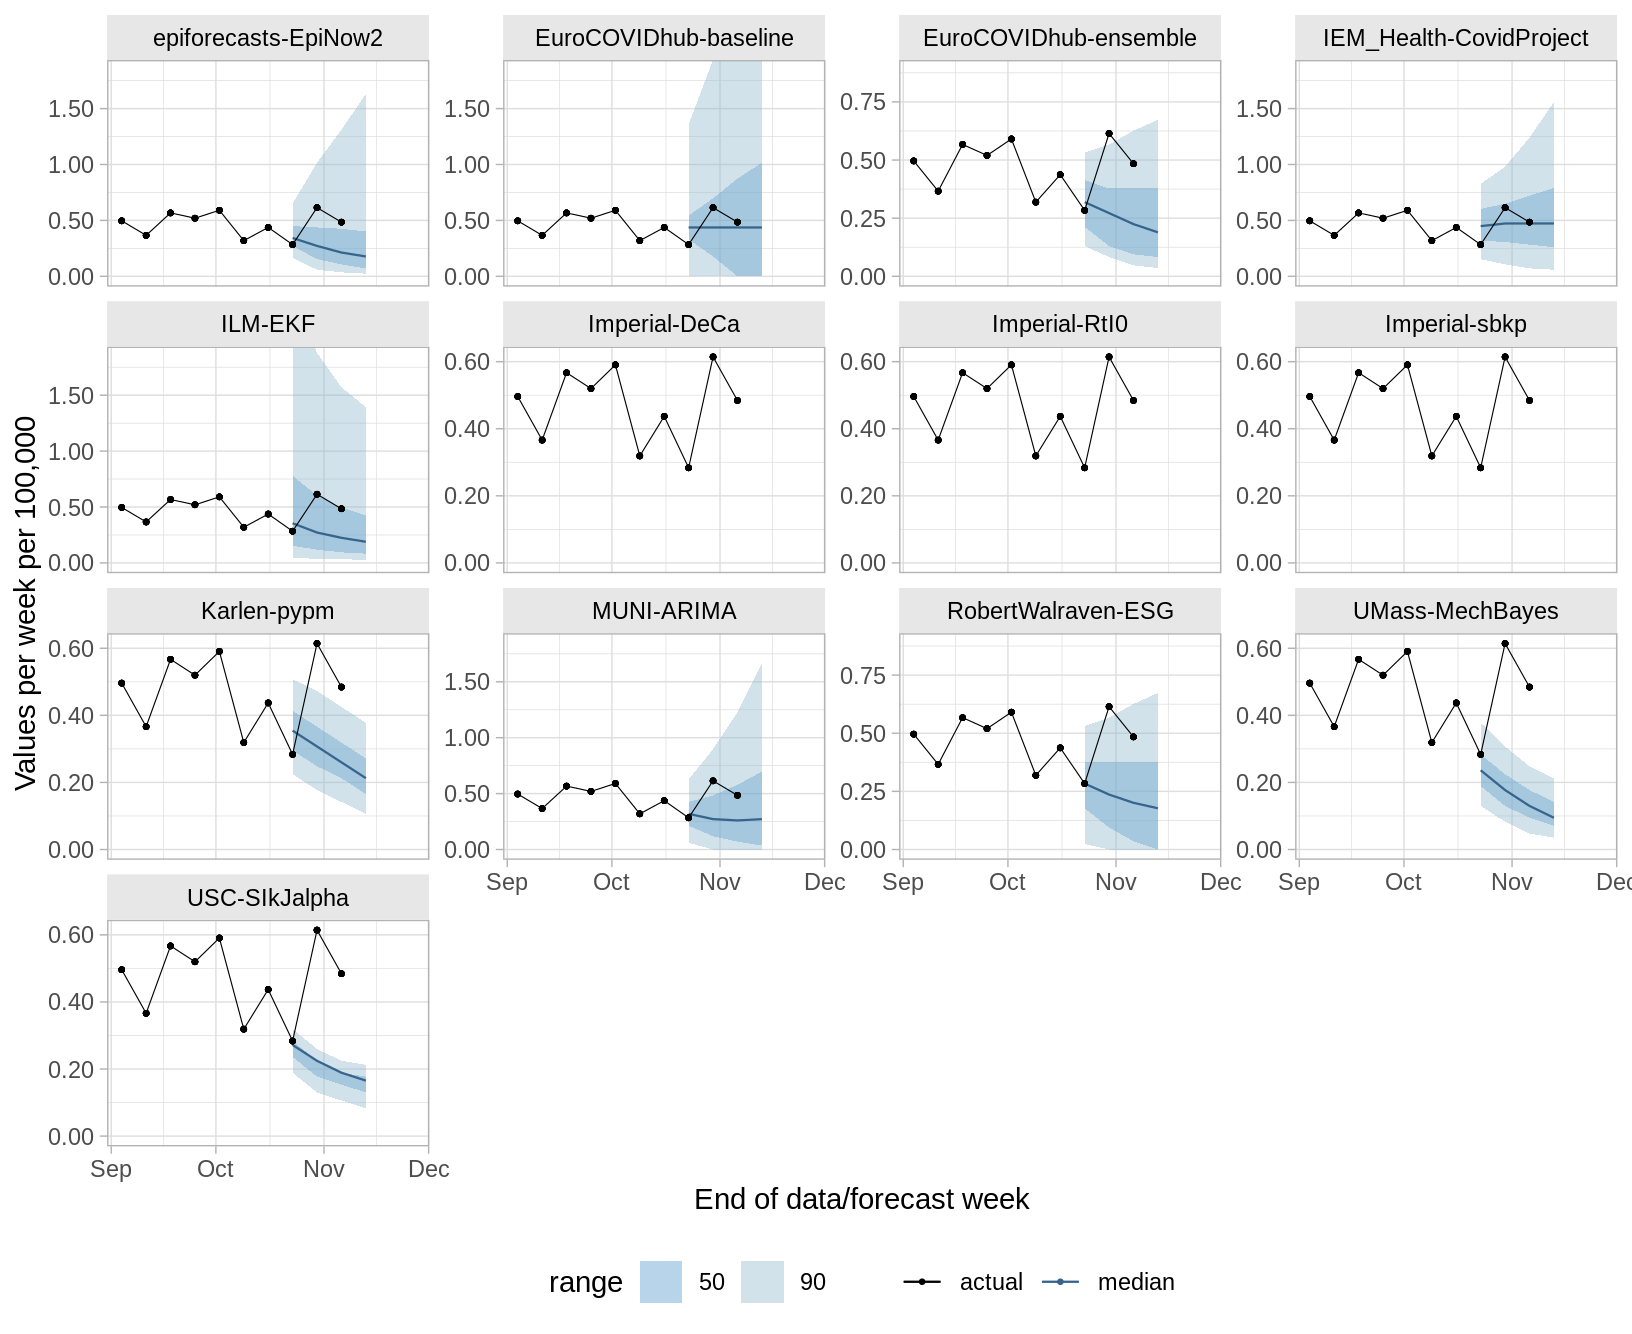 epiforecasts-EpiNow2
EuroCOVIDhub-baseline
EuroCOVIDhub-ensemble
IEM_Health-CovidProject
1.50
1.00
0.50
0.00
1.50
1.00
0.50
0.00
0.75
0.50
0.25
0.00
1.50
1.00
0.50
0.00
ILM-EKF
Imperial-DeCa
Imperial-RtI0
Imperial-sbkp
1.50
1.00
0.50
0.00
0.60
0.40
0.20
0.00
0.60
0.40
0.20
0.00
0.60
0.40
0.20
0.00
Values per week per 100,000
Karlen-pypm
MUNI-ARIMA
RobertWalraven-ESG
UMass-MechBayes
0.60
0.40
0.20
0.00
1.50
1.00
0.50
0.00
0.75
0.50
0.25
0.00
0.60
0.40
0.20
0.00
Sep Oct Nov Dec
Sep Oct Nov Dec
Sep Oct Nov Dec
USC-SIkJalpha
0.60
0.40
0.20
0.00
Sep Oct Nov Dec
End of data/forecast week
range 50 90 actual median